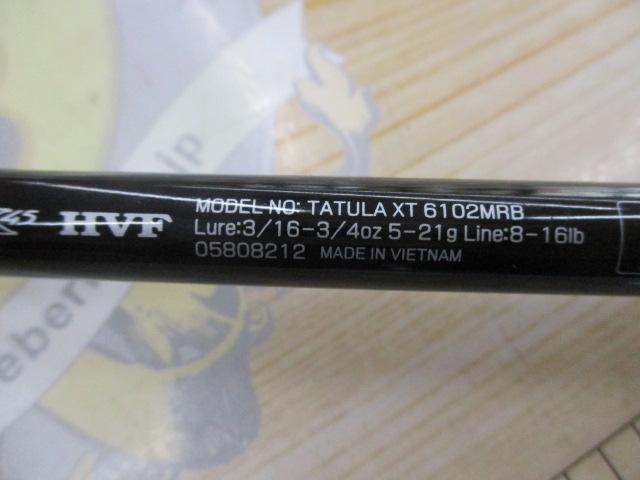 X45 HVF
MODEL NO: TATULA XT 6102MRB
Lure:3/16-3/4oz 5-21g Line:8-16lb
05808212 MADE IN VIETNAM